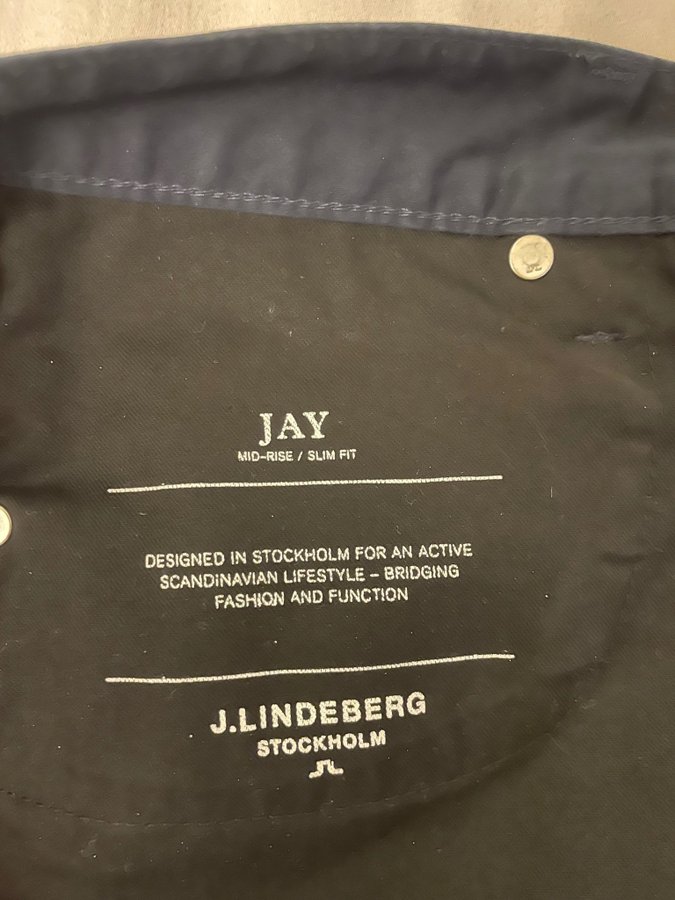 JAY
MID-RISE / SLIM FIT
DESIGNED IN STOCKHOLM FOR AN ACTIVE
SCANDINAVIAN LIFESTYLE – BRIDGING
FASHION AND FUNCTION
J.LINDEBERG
STOCKHOLM